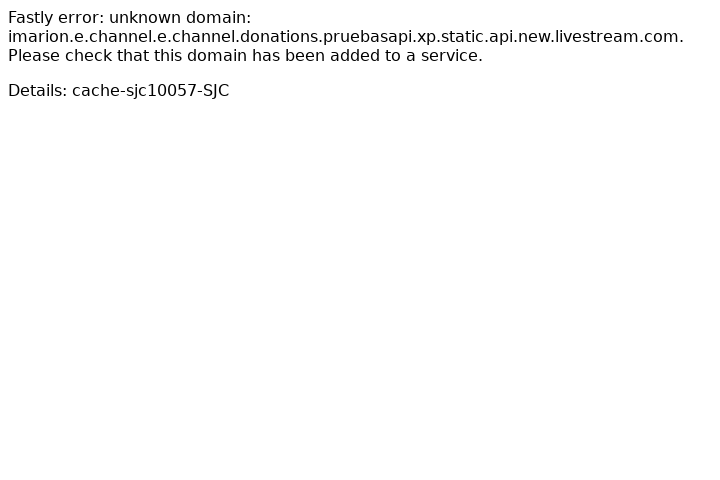 Fastly error: unknown domain:
imarion.e.channel.e.channel.donations.pruebasapi.xp.static.api.new.livestream.com.
Please check that this domain has been added to a service.
Details: cache-sjc10057-SJC